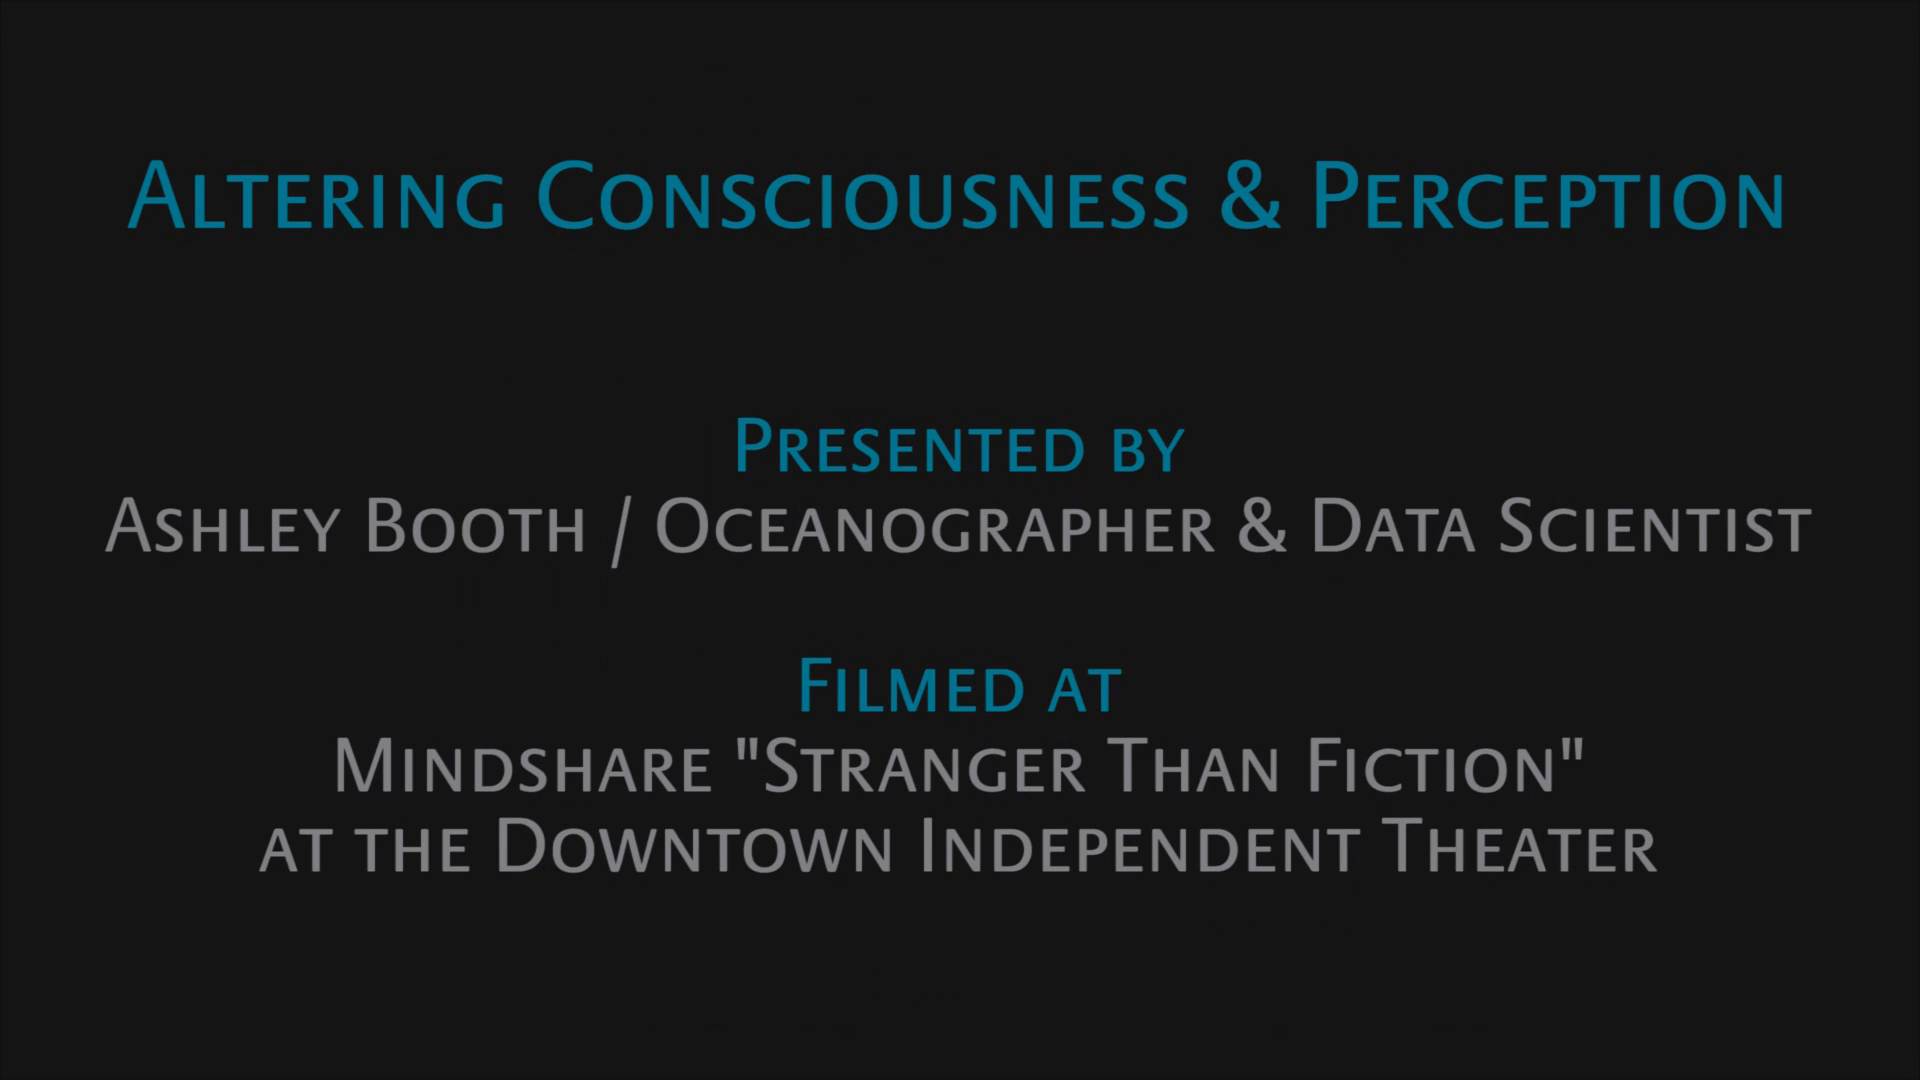 Altering Consciousness & Perception
Presented by
Ashley Booth / Oceanographer & Data Scientist
Filmed at
Mindshare "Stranger Than Fiction"
at the Downtown Independent Theater